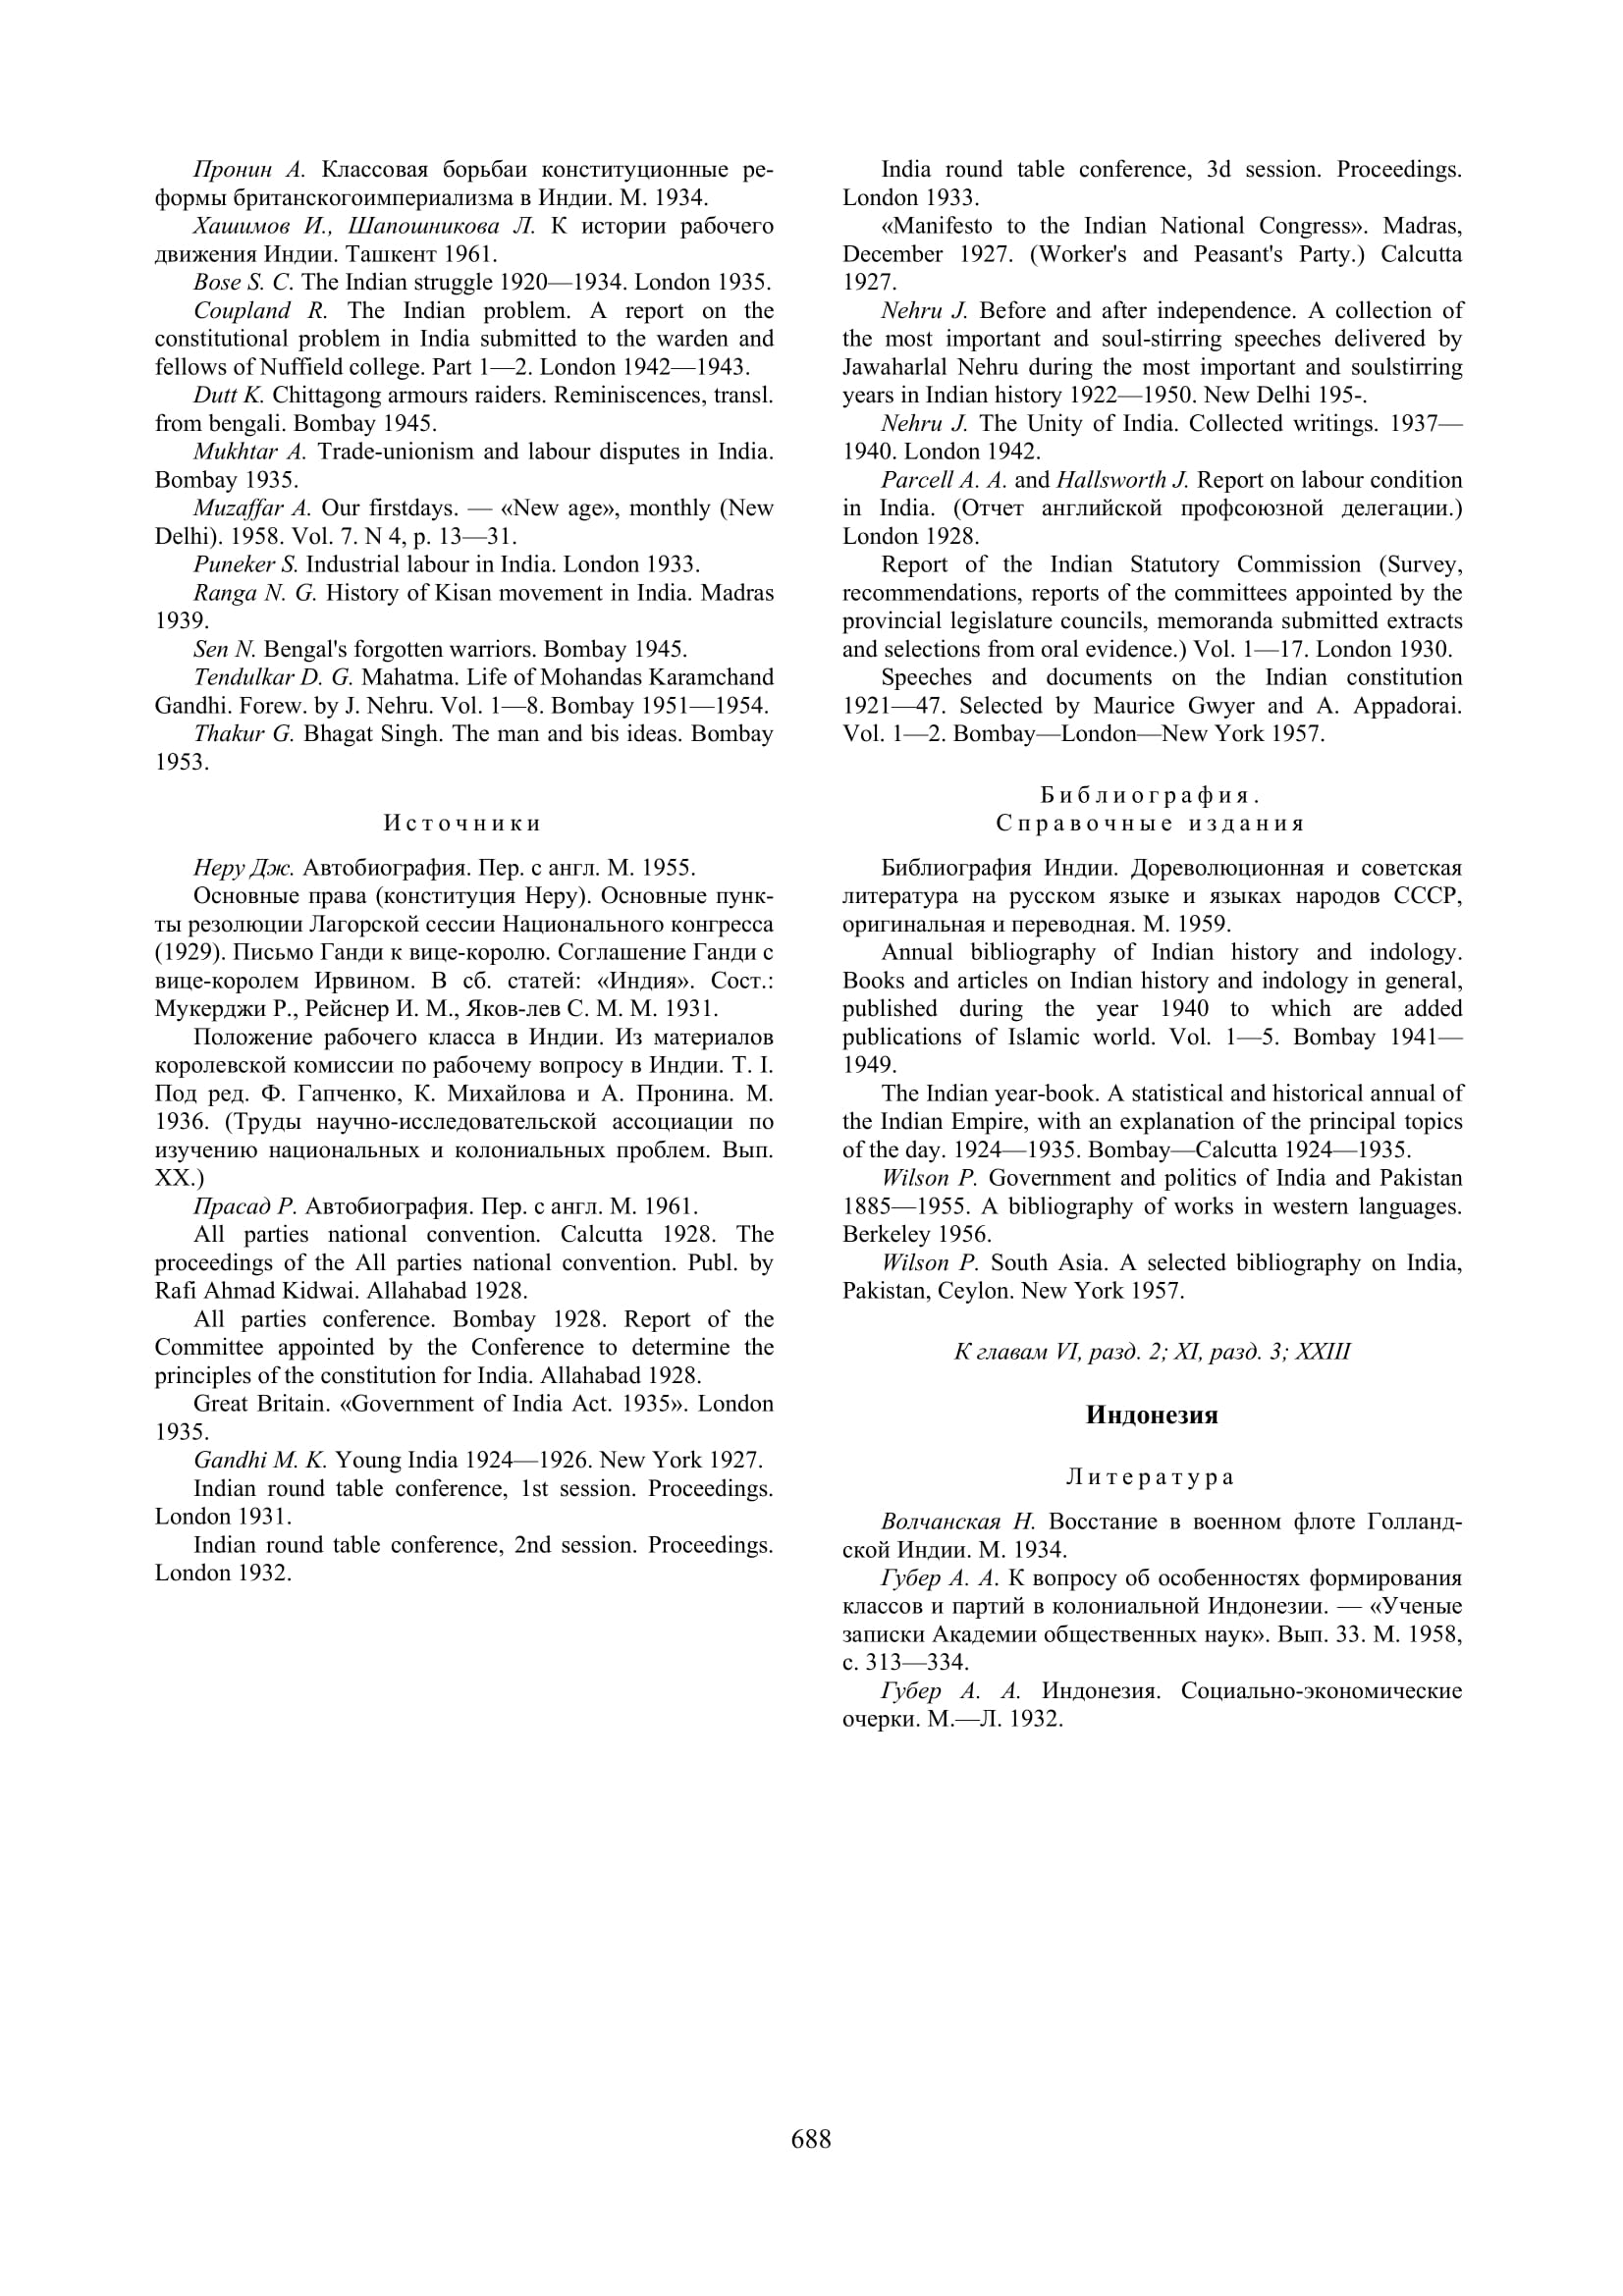 Пронин А. Классовая борьбаи конституционные ре-
формы британскогоимпериализма в Индии. М. 1934.
Хашимов И., Шапошникова Л. К истории рабочего
движения Индии. Ташкент 1961.
Bose S. C. The Indian struggle 1920—1934. London 1935.
Coupland R. The Indian problem. A report on the
constitutional problem in India submitted to the warden and
fellows of Nuffield college. Part 1—2. London 1942—1943.
Dutt K. Chittagong armours raiders. Reminiscences, transl.
from bengali. Bombay 1945.
Mukhtar A. Trade-unionism and labour disputes in India.
Bombay 1935.
Muzaffar A. Our firstdays. — «New age», monthly (New
Delhi). 1958. Vol. 7. N 4, p. 13—31.
Puneker S. Industrial labour in India. London 1933.
Ranga N. G. History of Kisan movement in India. Madras
1939.
Sen N. Bengal's forgotten warriors. Bombay 1945.
Tendulkar D. G. Mahatma. Life of Mohandas Karamchand
Gandhi. Forew. by J. Nehru. Vol. 1—8. Bombay 1951—1954.
Thakur G. Bhagat Singh. The man and bis ideas. Bombay
1953.
Источники
Неру Дж. Автобиография. Пер. с англ. М. 1955.
Основные права (конституция Неру). Основные пунк-
ты резолюции Лагорской сессии Национального конгресса
(1929). Письмо Ганди к вице-королю. Соглашение Ганди с
вице-королем Ирвином. В сб. статей: «Индия». Сост.:
Мукерджи Р., Рейснер И. М., Яков-лев С. М. М. 1931.
Положение рабочего класса в Индии. Из материалов
королевской комиссии по рабочему вопросу в Индии. Т. I.
Под ред. Ф. Гапченко, К. Михайлова и А. Пронина. М.
1936. (Труды научно-исследовательской ассоциации по
изучению национальных и колониальных проблем. Вып.
XX.)
Прасад Р. Автобиография. Пер. с англ. М. 1961.
All parties national convention. Calcutta 1928. The
proceedings of the All parties national convention. Publ. by
Rafi Ahmad Kidwai. Allahabad 1928.
All parties conference. Bombay 1928. Report of the
Committee appointed by the Conference to determine the
principles of the constitution for India. Allahabad 1928.
Great Britain. «Government of India Act. 1935». London
1935.
Gandhi M. K. Young India 1924—1926. New York 1927.
Indian round table conference, 1st session. Proceedings.
London 1931.
Indian round table conference, 2nd session. Proceedings.
London 1932.
India round table conference, 3d session. Proceedings.
London 1933.
«Manifesto to the Indian National Congress». Madras,
December 1927. (Worker's and Peasant's Party.) Calcutta
1927.
Nehru J. Before and after independence. A collection of
the most important and soul-stirring speeches delivered by
Jawaharlal Nehru during the most important and soulstirring
years in Indian history 1922—1950. New Delhi 195-.
Nehru J. The Unity of India. Collected writings. 1937—
1940. London 1942.
Parcell A. A. and Hallsworth J. Report on labour condition
in India. (Отчет английской профсоюзной делегации.)
London 1928.
Report of the Indian Statutory Commission (Survey,
recommendations, reports of the committees appointed by the
provincial legislature councils, memoranda submitted extracts
and selections from oral evidence.) Vol. 1—17. London 1930.
Speeches and documents on the Indian constitution
1921—47. Selected by Maurice Gwyer and A. Appadorai.
Vol. 1—2. Bombay—London—New York 1957.
Библиография.
Справочные издания
Библиография Индии. Дореволюционная и советская
литература на русском языке и языках народов СССР,
оригинальная и переводная. М. 1959.
Annual bibliography of Indian history and indology.
Books and articles on Indian history and indology in general,
published during the year 1940 to which are added
publications of Islamic world. Vol. 1—5. Bombay 1941—
1949.
The Indian year-book. A statistical and historical annual of
the Indian Empire, with an explanation of the principal topics
of the day. 1924—1935. Bombay—Calcutta 1924—1935.
Wilson P. Government and politics of India and Pakistan
1885—1955. A bibliography of works in western languages.
Berkeley 1956.
Wilson P. South Asia. A selected bibliography on India,
Pakistan, Ceylon. New York 1957.
К главам VI, разд. 2; XI, разд. 3; XXIII
Индонезия
Литература
Волчанская Н. Восстание в военном флоте Голланд-
ской Индии. М. 1934.
Губер А. А. К вопросу об особенностях формирования
классов и партий в колониальной Индонезии. — «Ученые
записки Академии общественных наук». Вып. 33. М. 1958,
с. 313—334.
Губер А. А. Индонезия. Социально-экономические
очерки. М.—Л. 1932.
688